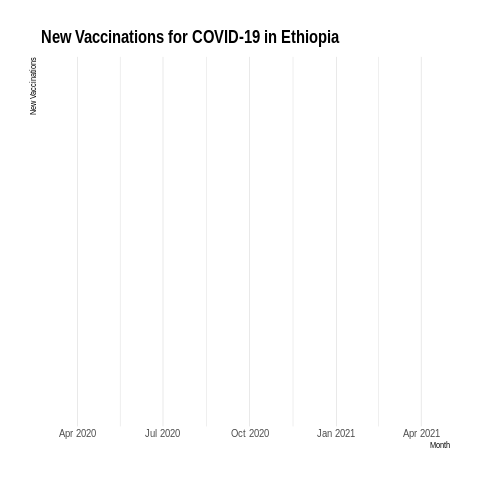 New Vaccinations for COVID-19 in Ethiopia
New Vaccinations
Apr 2020 Jul 2020 Oct 2020 Jan 2021 Apr 2021
Month